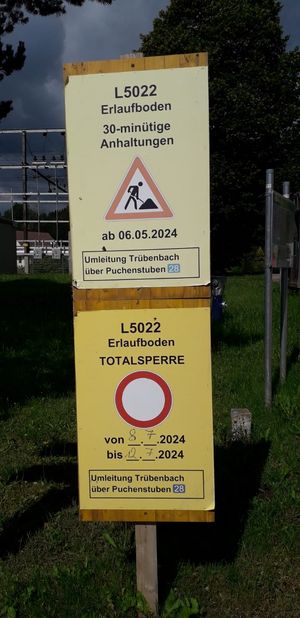 L5022
Erlaufboden
30-minütige
Anhaltungen
ab 06.05.2024
Umleitung Trübenbach
über Puchenstuben 28
L5022
Erlaufboden
TOTALSPERRE
von 8.7.2024
bis 12.7.2024
Umleitung Trübenbach
über Puchenstuben 28